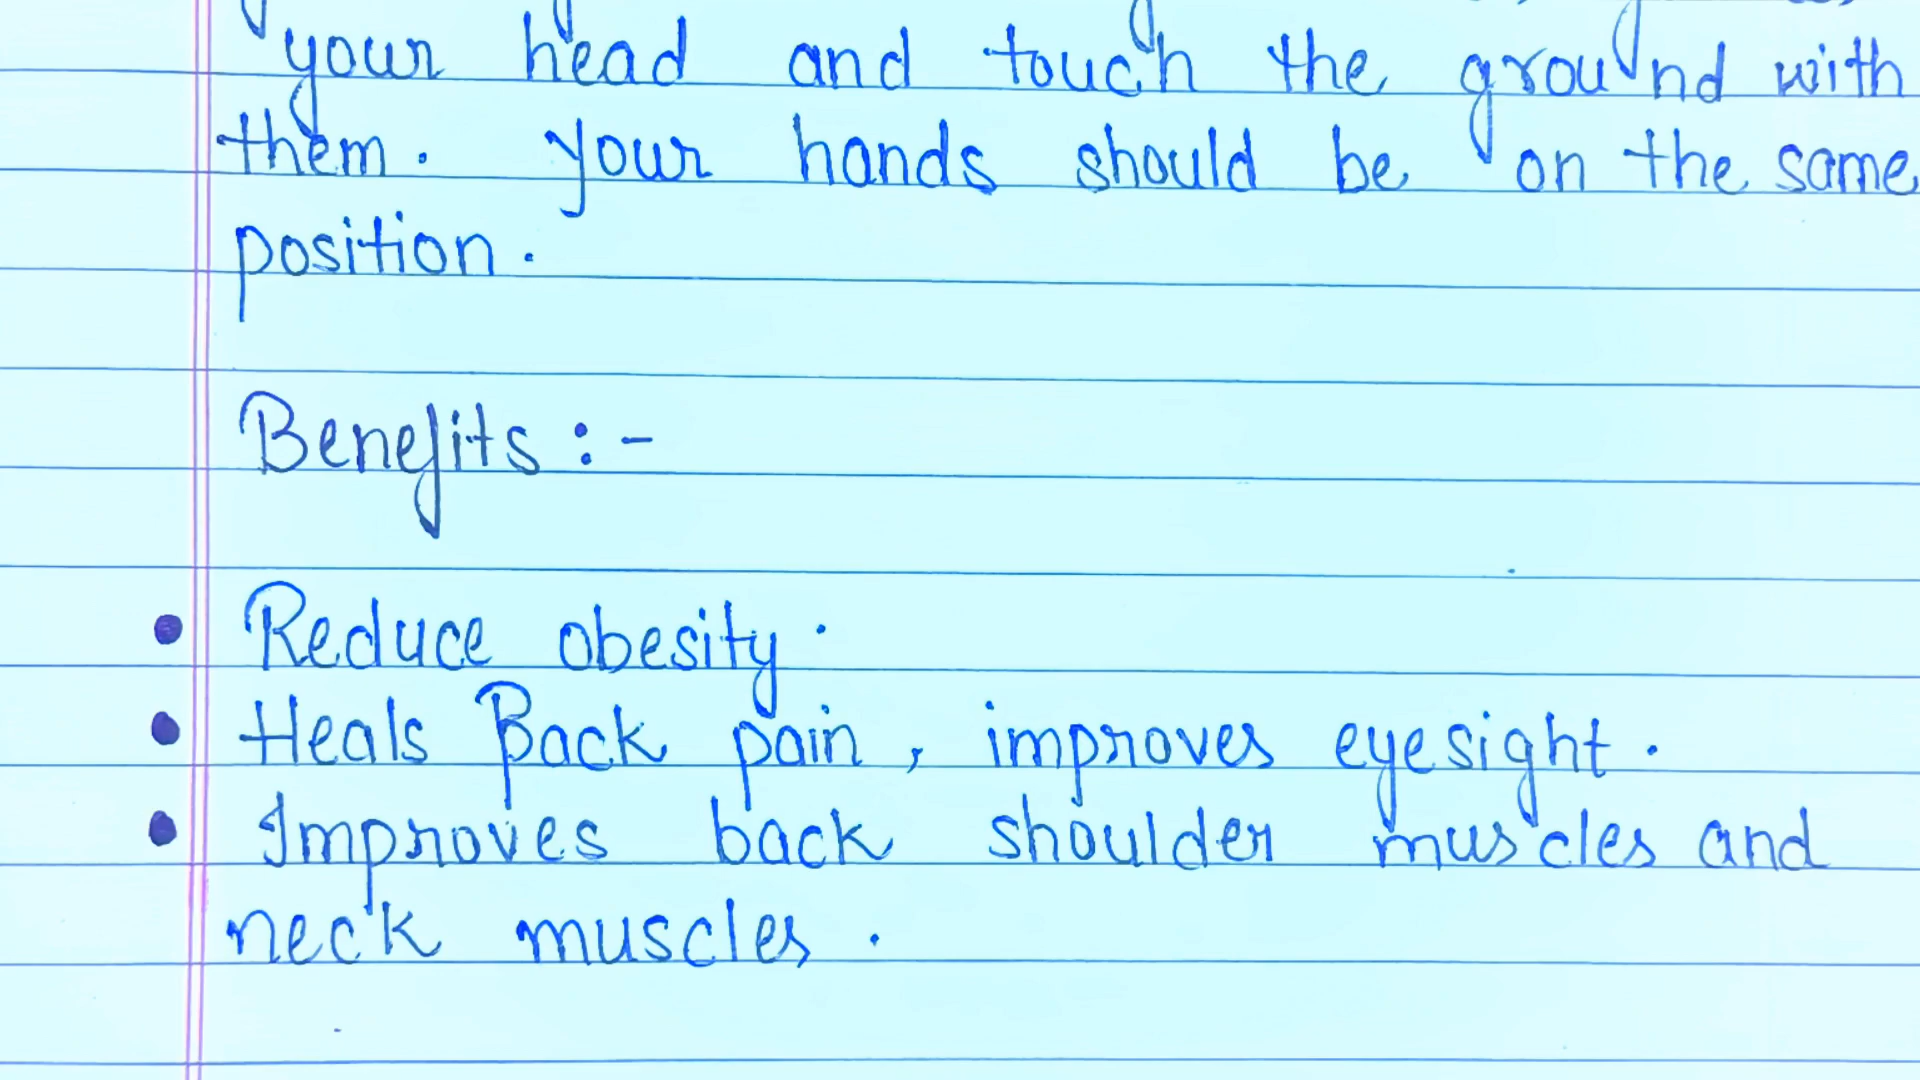 your head and touch the ground with
them. your hands should be on the same
position.
Benefits :-
• Reduce obesity.
• Heals Back pain, improves eyesight.
• Improves back shoulder muscles and
neck muscles.